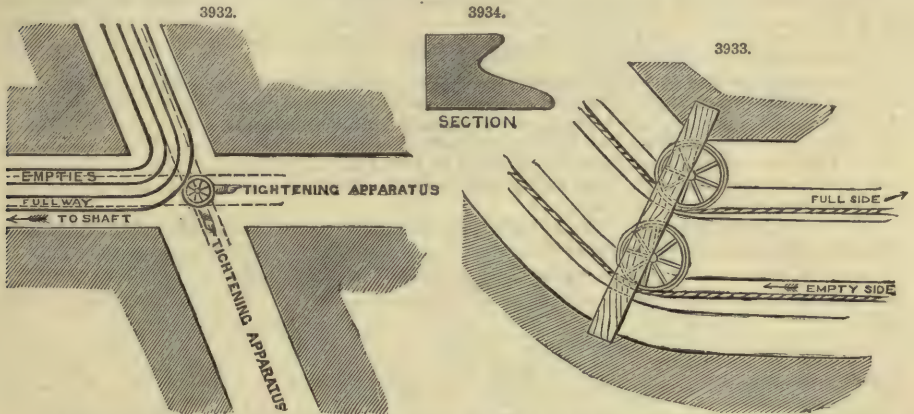 3932.
3934.
3933.
SECTION
EMPTIES
FULLWAY
TO SHAFT
TIGHTENING APPARATUS
TIGHTENING APPARATUS
FULL SIDE
EMPTY SIDE